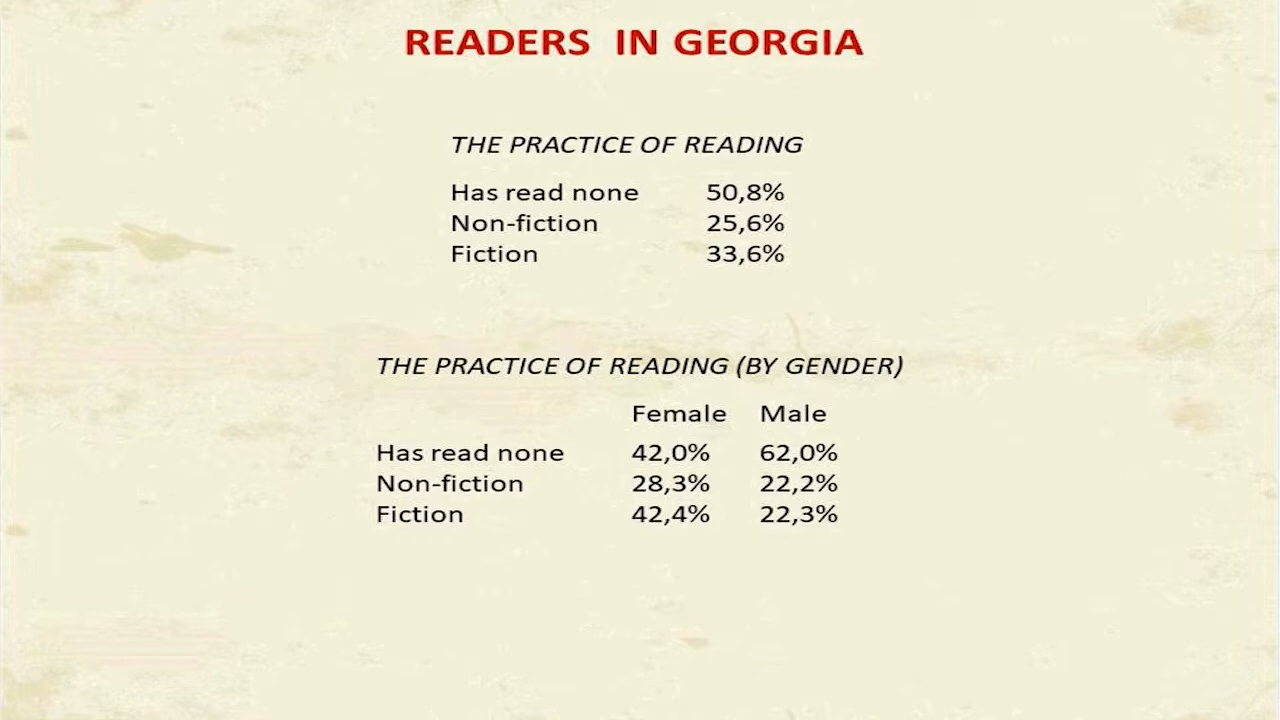 READERS IN GEORGIA
THE PRACTICE OF READING
Has read none 50,8%
Non-fiction 25,6%
Fiction 33,6%
THE PRACTICE OF READING (BY GENDER)
Female Male
Has read none 42,0% 62,0%
Non-fiction 28,3% 22,2%
Fiction 42,4% 22,3%